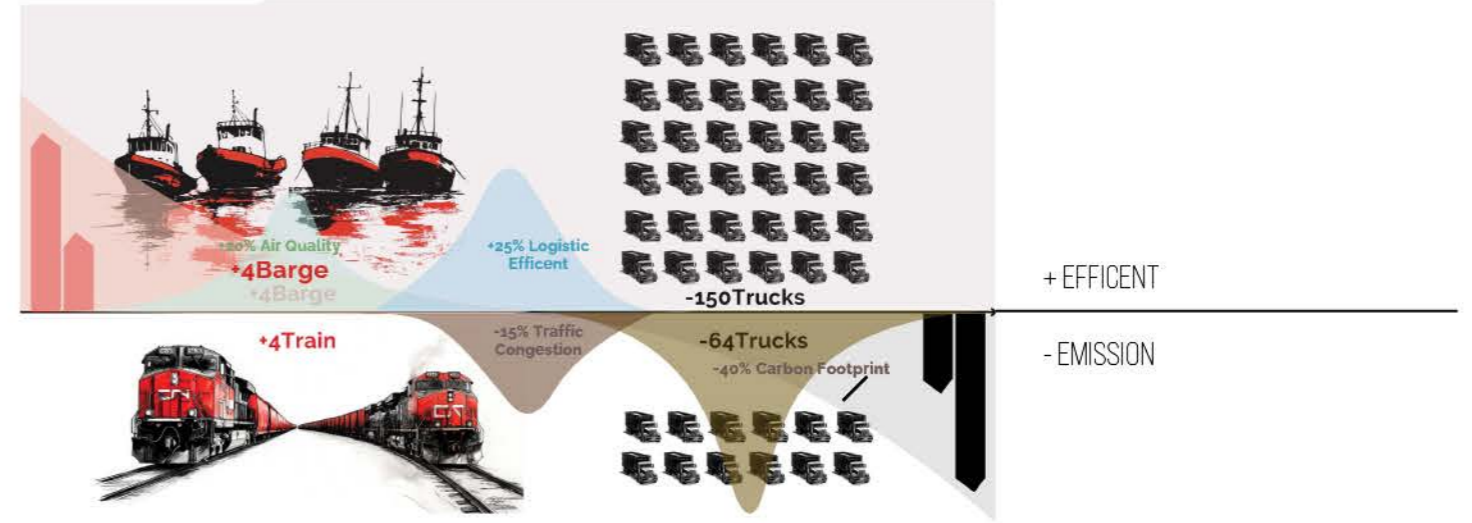 +20% Air Quality
+4Barge
+4Barge
+25% Logistic
Efficent
-150Trucks
+ EFFICENT
+4Train
-15% Traffic
Congestion
-64Trucks
-40% Carbon Footprint
- EMISSION
CN